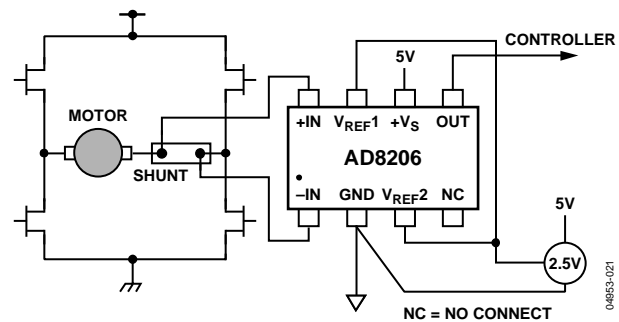 CONTROLLER
5V
+IN VREF1 +VS OUT
MOTOR
AD8206
SHUNT
–IN GND VREF2 NC
5V
2.5V
NC = NO CONNECT
04953-021